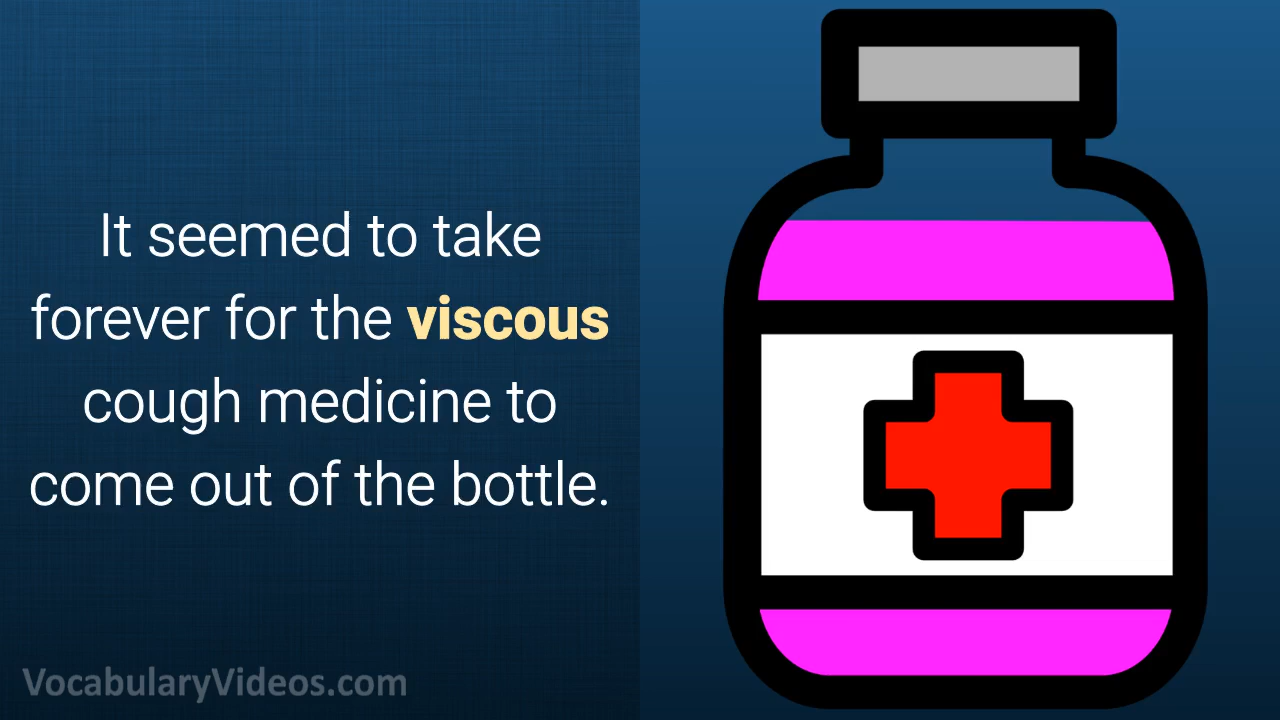 It seemed to take
forever for the viscous
cough medicine to
come out of the bottle.
VocabularyVideos.com